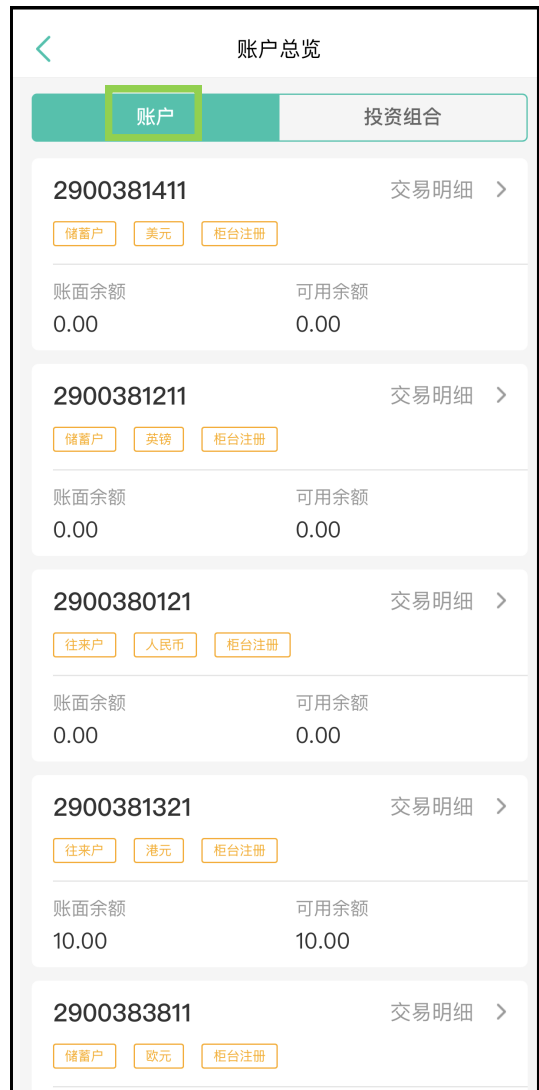 账户总览
账户 投资组合
2900381411 交易明细
储蓄户 美元 柜台注册
账面余额 可用余额
0.00 0.00
2900381211 交易明细
储蓄户 英镑 柜台注册
账面余额 可用余额
0.00 0.00
2900380121 交易明细
往来户 人民币 柜台注册
账面余额 可用余额
0.00 0.00
2900381321 交易明细
往来户 港元 柜台注册
账面余额 可用余额
10.00 10.00
2900383811 交易明细
储蓄户 欧元 柜台注册